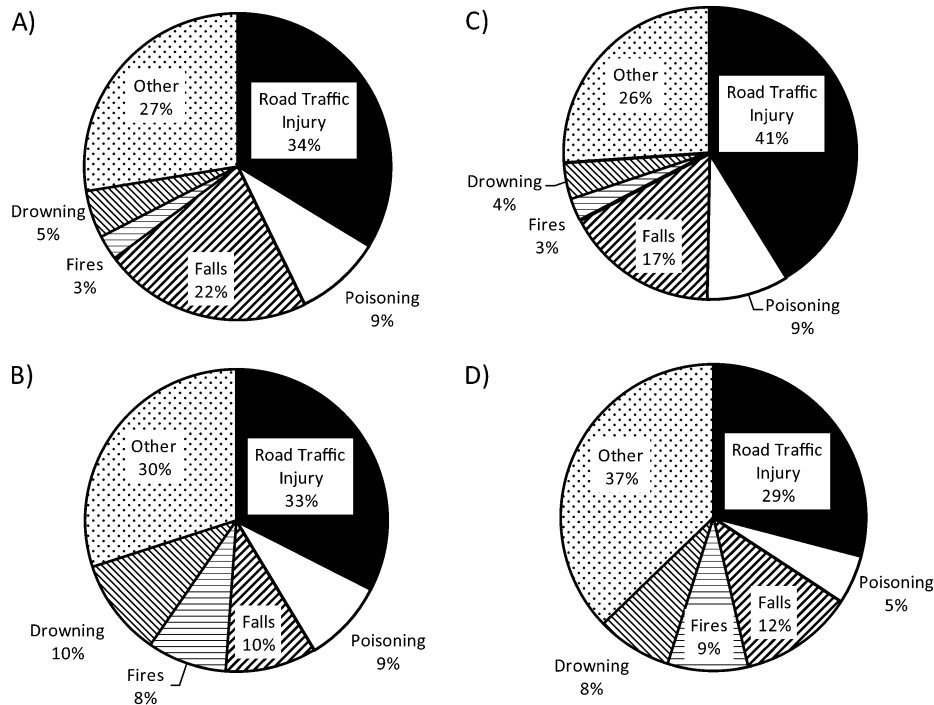 A)
Other
27%
Road Traffic
Injury
34%
Drowning
5%
Fires
3%
Falls
22%
Poisoning
9%
C)
Other
26%
Road Traffic
Injury
41%
Drowning
4%
Fires
3%
Falls
17%
Poisoning
9%
B)
Other
30%
Road Traffic
Injury
33%
Drowning
10%
Fires
8%
Falls
10%
Poisoning
9%
D)
Other
37%
Road Traffic
Injury
29%
Drowning
8%
Fires
9%
Falls
12%
Poisoning
5%